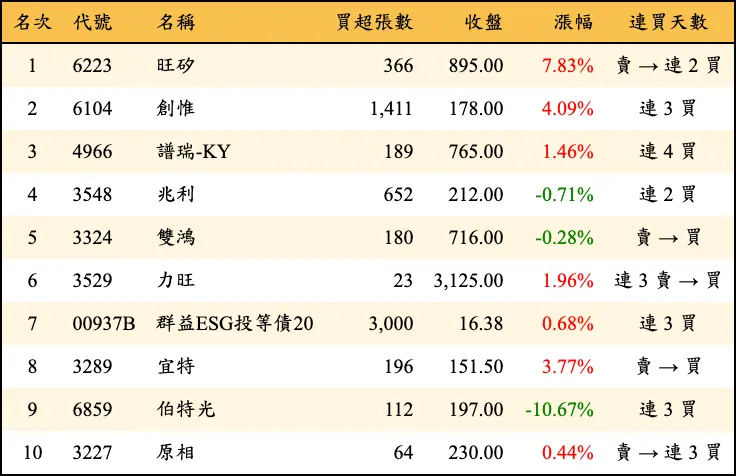 名次 代號 名稱 買超張數 收盤 漲幅 連買天數
1 6223 旺矽 366 895.00 7.83% 賣 → 連 2 買
2 6104 創惟 1,411 178.00 4.09% 連 3 買
3 4966 譜瑞-KY 189 765.00 1.46% 連 4 買
4 3548 兆利 652 212.00 -0.71% 連 2 買
5 3324 雙鴻 180 716.00 -0.28% 賣 → 買
6 3529 力旺 23 3,125.00 1.96% 連 3 賣 → 買
7 00937B 群益ESG投等債20 3,000 16.38 0.68% 連 3 買
8 3289 宜特 196 151.50 3.77% 賣 → 買
9 6859 伯特光 112 197.00 -10.67% 連 3 買
10 3227 原相 64 230.00 0.44% 賣 → 連 3 買